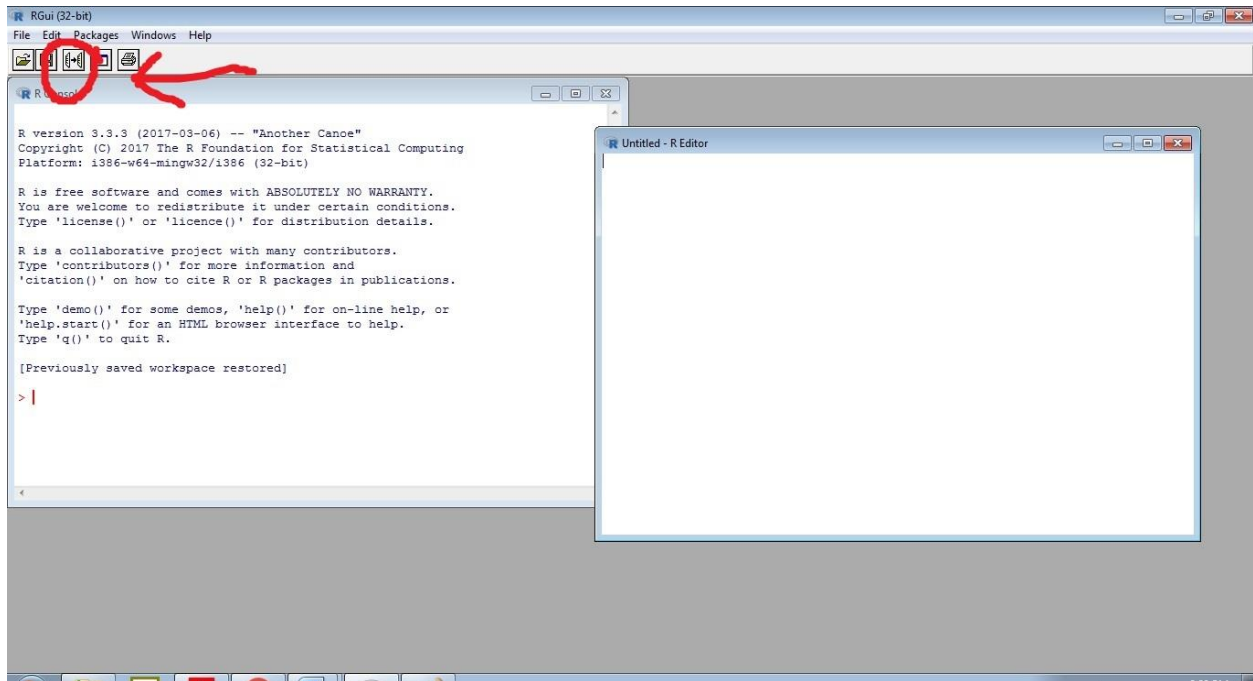 RGui (32-bit)
File Edit Packages Windows Help
R Console
R version 3.3.3 (2017-03-06) -- "Another Canoe"
Copyright (C) 2017 The R Foundation for Statistical Computing
Platform: i386-w64-mingw32/i386 (32-bit)
R is free software and comes with ABSOLUTELY NO WARRANTY.
You are welcome to redistribute it under certain conditions.
Type 'license()' or 'licence()' for distribution details.
R is a collaborative project with many contributors.
Type 'contributors()' for more information and
'citation()' on how to cite R or R packages in publications.
Type 'demo()' for some demos, 'help()' for on-line help, or
'help.start()' for an HTML browser interface to help.
Type 'q()' to quit R.
[Previously saved workspace restored]
>
Untitled - R Editor